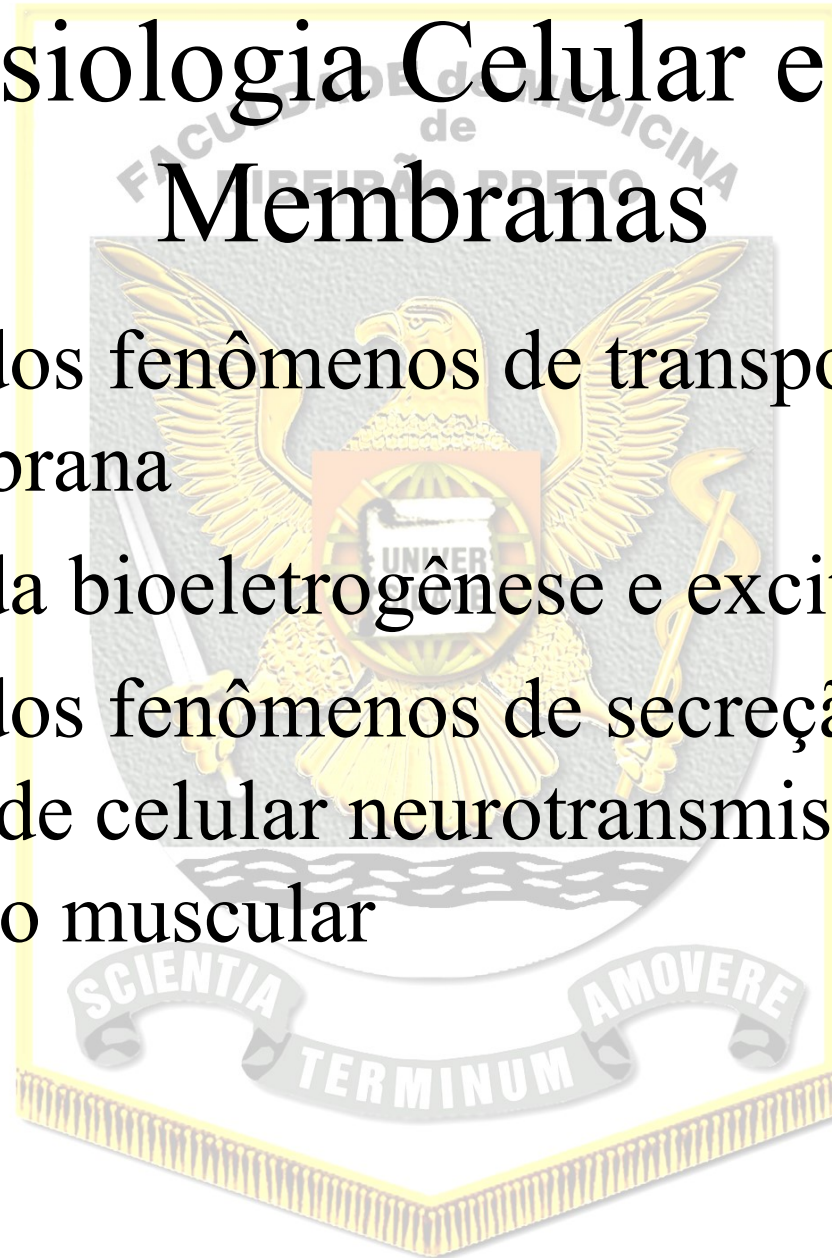 siologia Celular e
Membranas
dos fenômenos de transpo
brana
da bioeletrogênese e excit
dos fenômenos de secreçã
de celular neurotransmis
o muscular
FACULDADE de MEDICINA
de
RIBEIRÃO PRETO
SCIENTIA
TERMINUM
AMOVERE